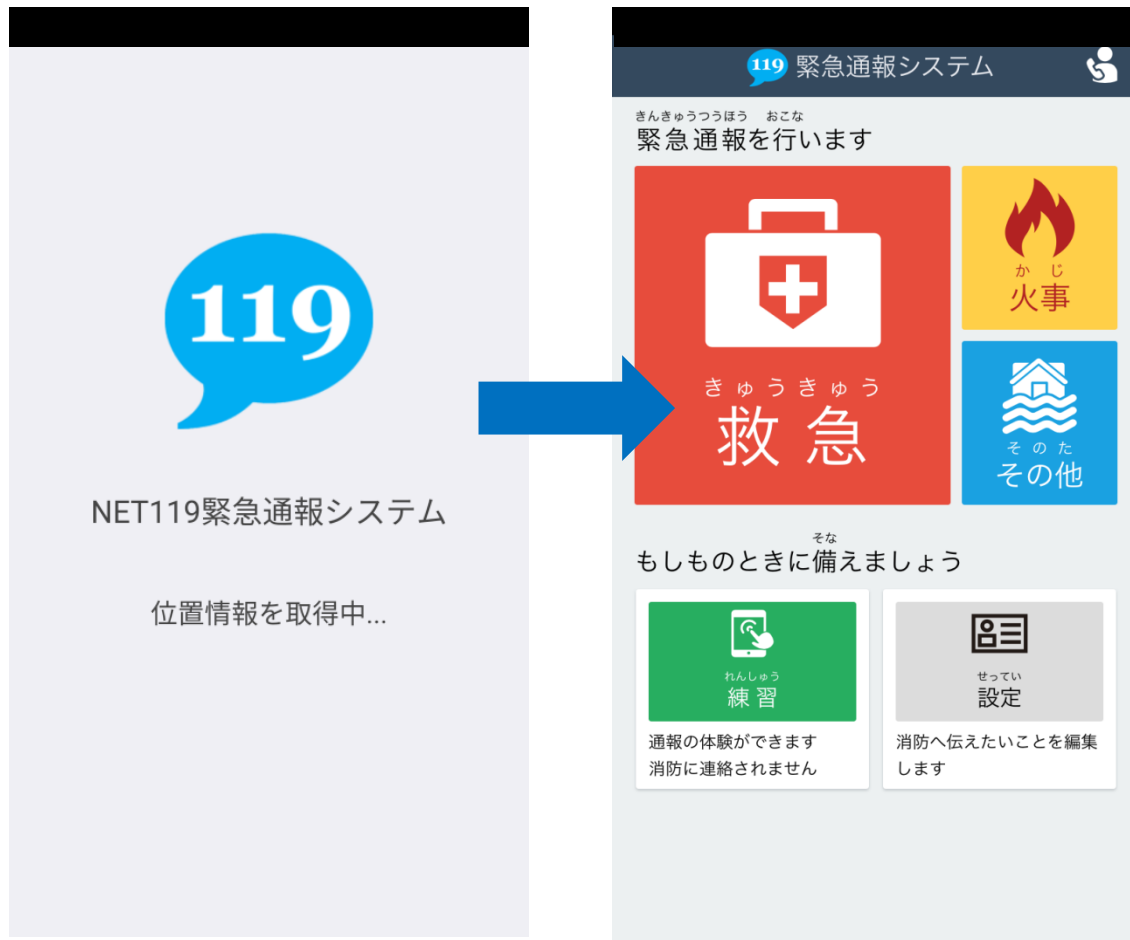 119
NET119緊急通報システム
位置情報を取得中...
119 緊急通報システム
きんきゅうつうほう おこな
緊急通報を行います
きゅうきゅう
救急
かじ
火事
そのた
その他
そな
もしものときに備えましょう
れんしゅう
練習
通報の体験ができます
消防に連絡されません
せってい
設定
消防へ伝えたいことを編集
します